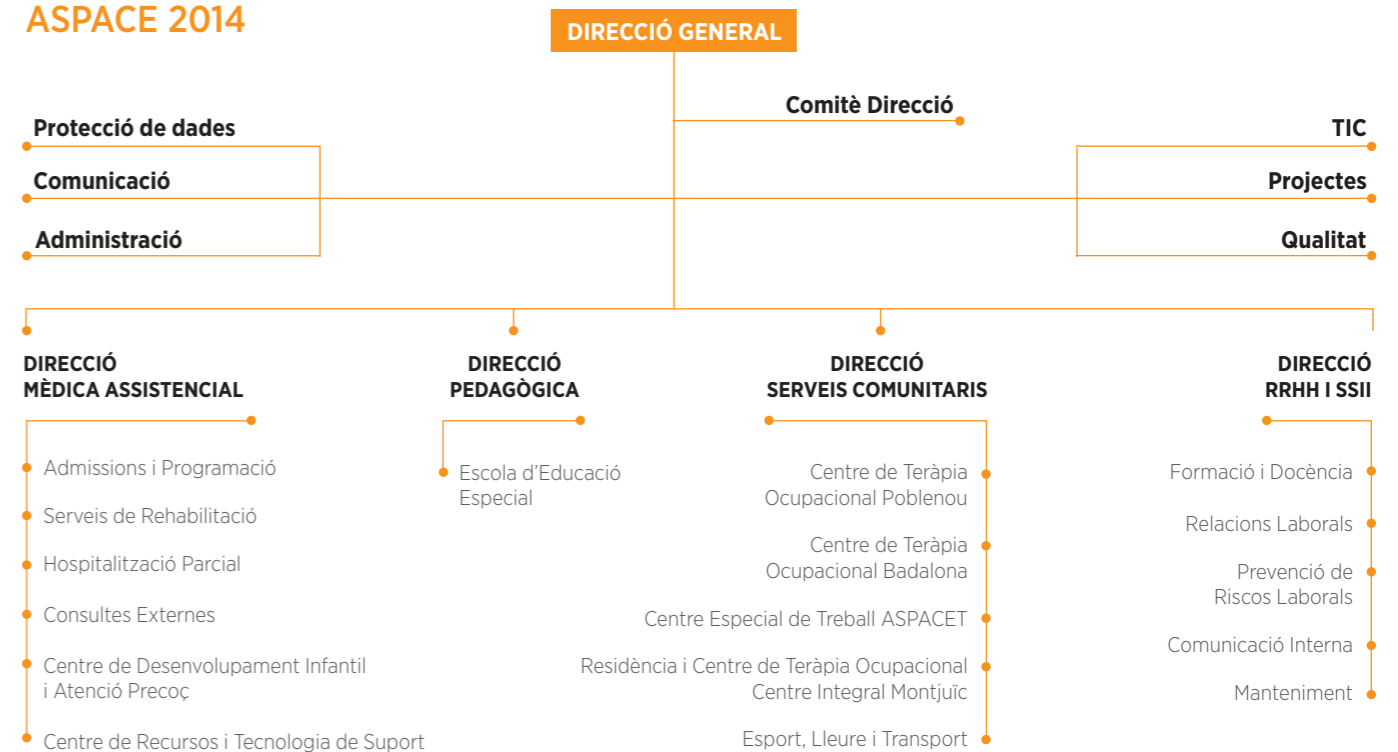 ASPACE 2014
DIRECCIÓ GENERAL
Comitè Direcció
Protecció de dades
Comunicació
Administració
TIC
Projectes
Qualitat
DIRECCIÓ
MÈDICA ASSISTENCIAL
Admissions i Programació
Serveis de Rehabilitació
Hospitalització Parcial
Consultes Externes
Centre de Desenvolupament Infantil
i Atenció Precoç
Centre de Recursos i Tecnologia de Suport
DIRECCIÓ
PEDAGÒGICA
Escola d'Educació
Especial
DIRECCIÓ
SERVEIS COMUNITARIS
Centre de Teràpia
Ocupacional Poblenou
Centre de Teràpia
Ocupacional Badalona
Centre Especial de Treball ASPACET
Residència i Centre de Teràpia Ocupacional
Centre Integral Montjuïc
Esport, Lleure i Transport
DIRECCIÓ
RRHH I SSII
Formació i Docència
Relacions Laborals
Prevenció de
Riscos Laborals
Comunicació Interna
Manteniment